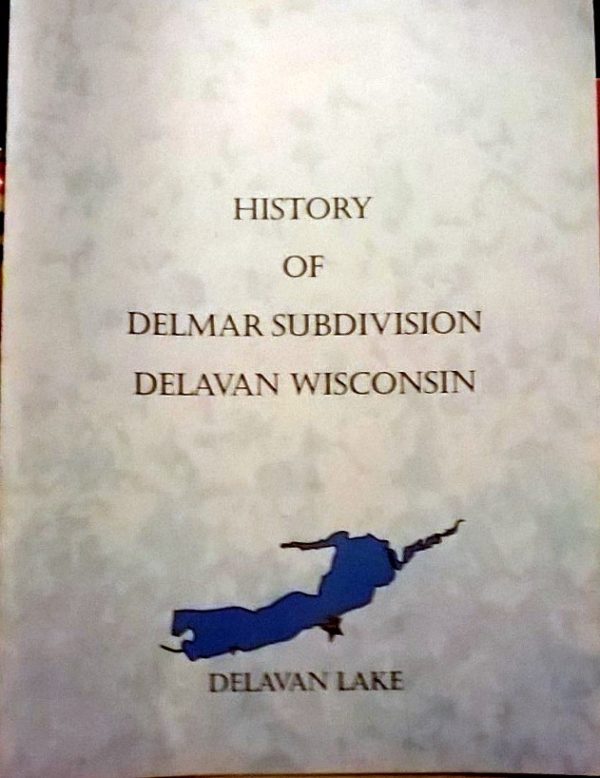 HISTORY
OF
DELMAR SUBDIVISION
DELAVAN WISCONSIN
DELAVAN LAKE